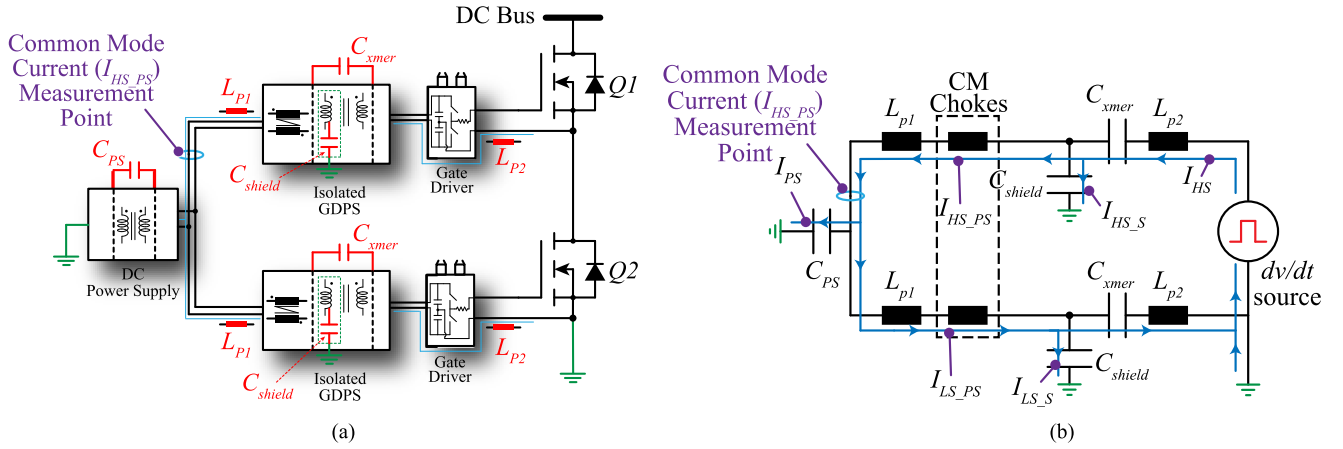 DC Bus
Common Mode
Current (I_HS_PS)
Measurement
Point
C_xmer
L_P1
Q1
C_PS
C_shield
L_P2
Isolated
GDPS
Gate
Driver
DC
Power Supply
C_xmer
Q2
L_P1
L_P2
C_shield
Isolated
GDPS
Gate
Driver
(a)
Common Mode
Current (I_HS_PS)
Measurement
Point
CM
Chokes
L_p1
C_xmer
L_p2
I_PS
C_shield
I_HS
I_HS_PS
I_HS_S
C_PS
L_p1
C_xmer
L_p2
dv/dt
source
I_LS_PS
I_LS_S
C_shield
(b)